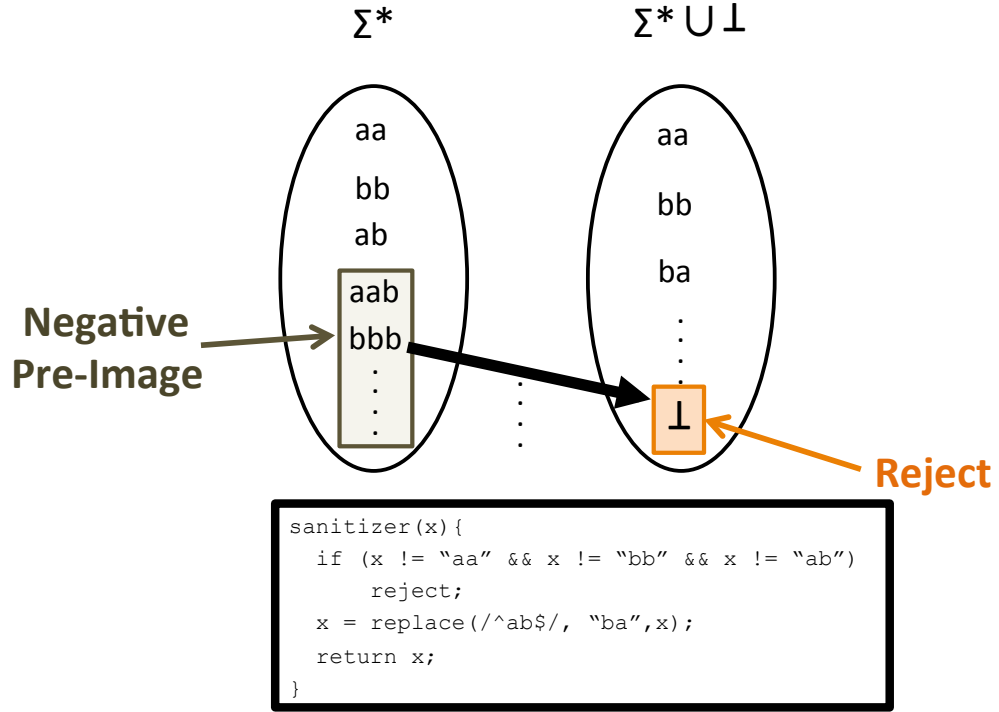 Σ*
Σ* ∪ ⊥
aa
bb
ab
aab
bbb
aa
bb
ba
⊥
Negative
Pre-Image
Reject
sanitizer(x){
if (x != “aa” && x != “bb” && x != “ab”)
reject;
x = replace(/^ab$/, “ba”,x);
return x;
}